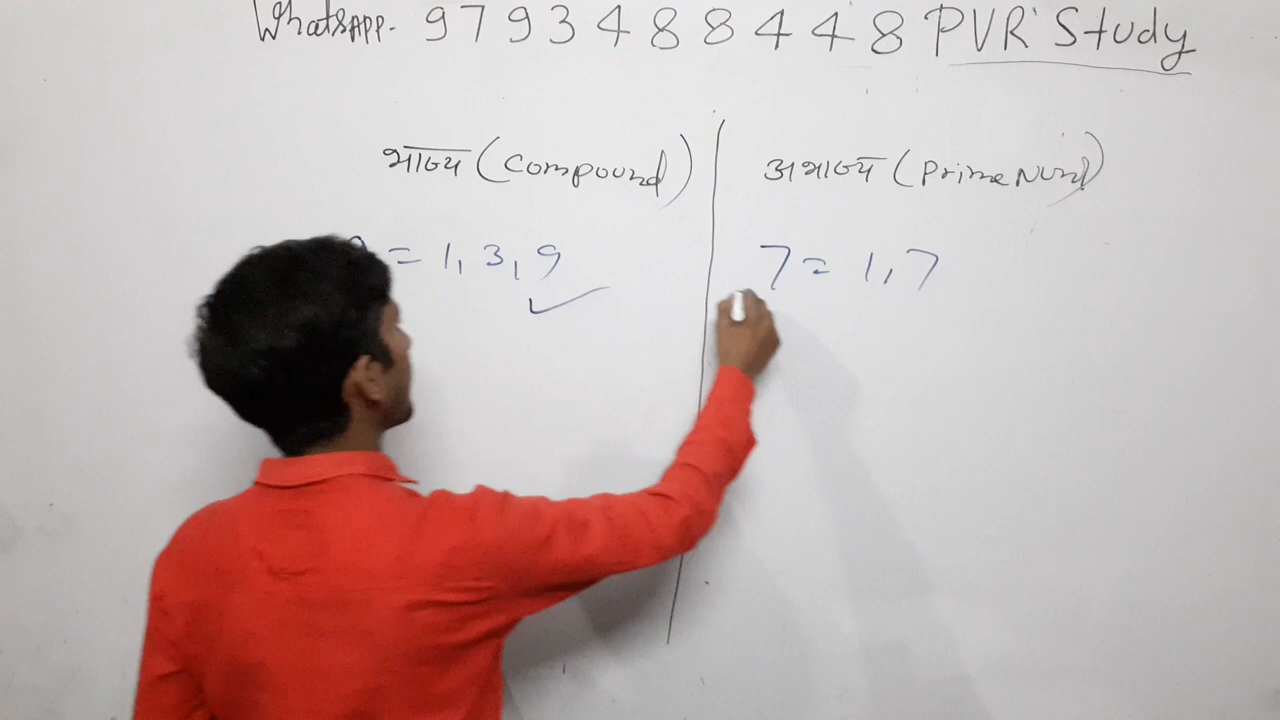 WhatsAPP- 9793488448 PVR Study
भाज्य (Compound)
अभाज्य (Prime Num)
= 1, 3, 9
7 = 1, 7